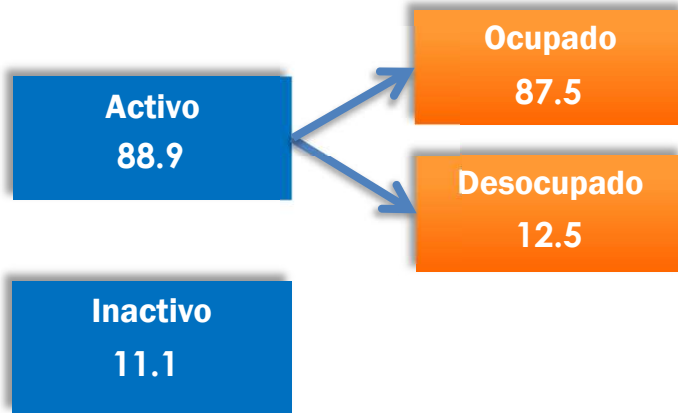 Ocupado
87.5
Activo
88.9
Desocupado
12.5
Inactivo
11.1